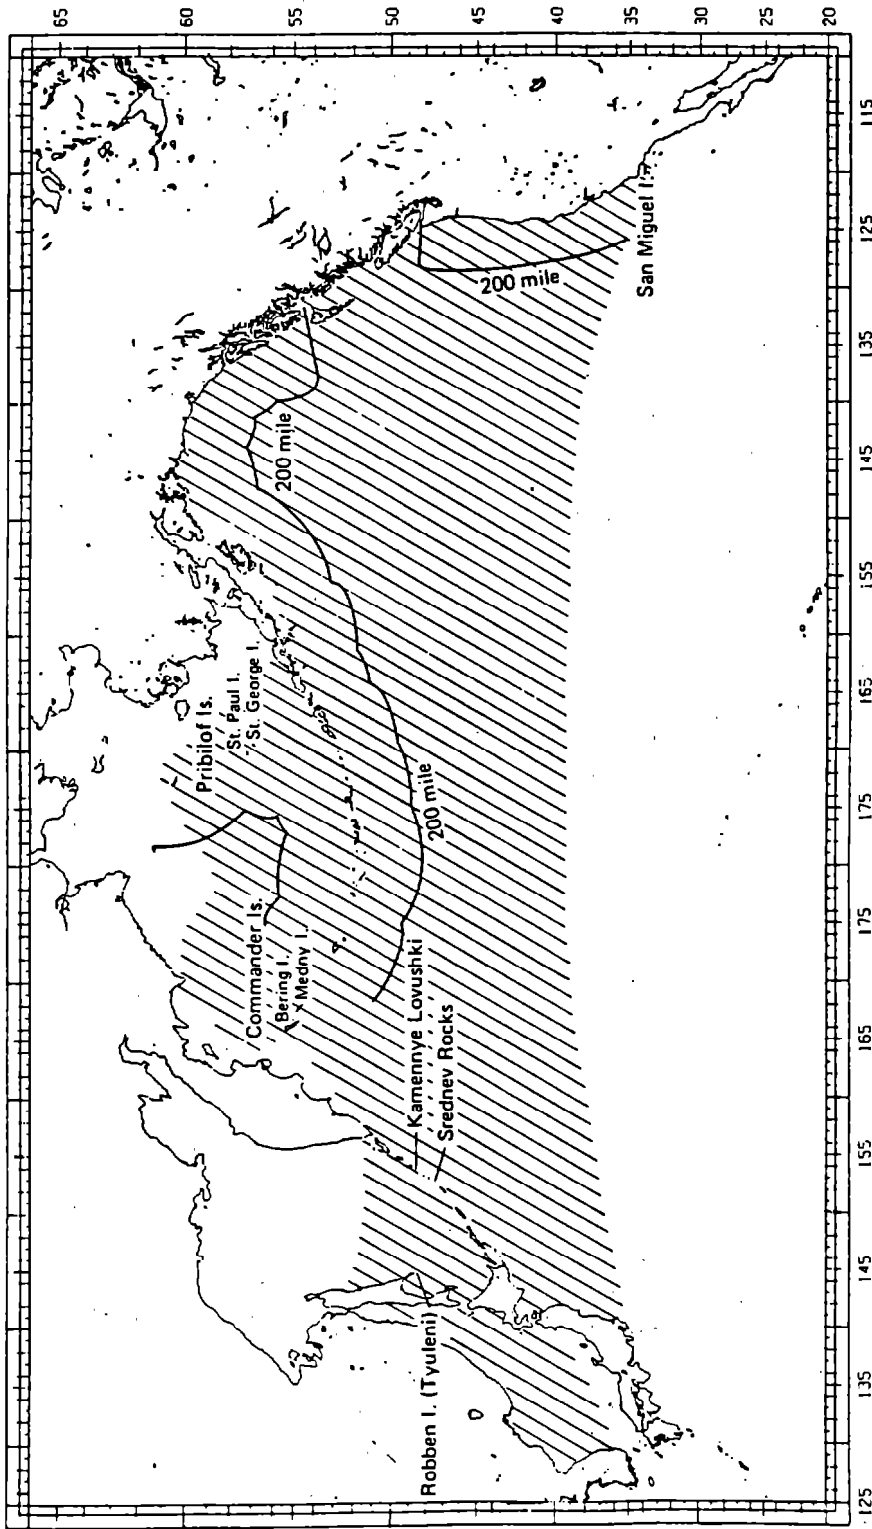 65
60
55
50
45
40
35
30
25
20
Pribilof Is.
St. Paul I.
St. George I.
Commander Is.
Bering I.
Medny I.
Kamennye Lovushki
Srednev Rocks
Robben I. (Tyuleni)
200 mile
200 mile
200 mile
San Miguel I.
125
135
145
155
165
175
175
165
155
145
135
125
115